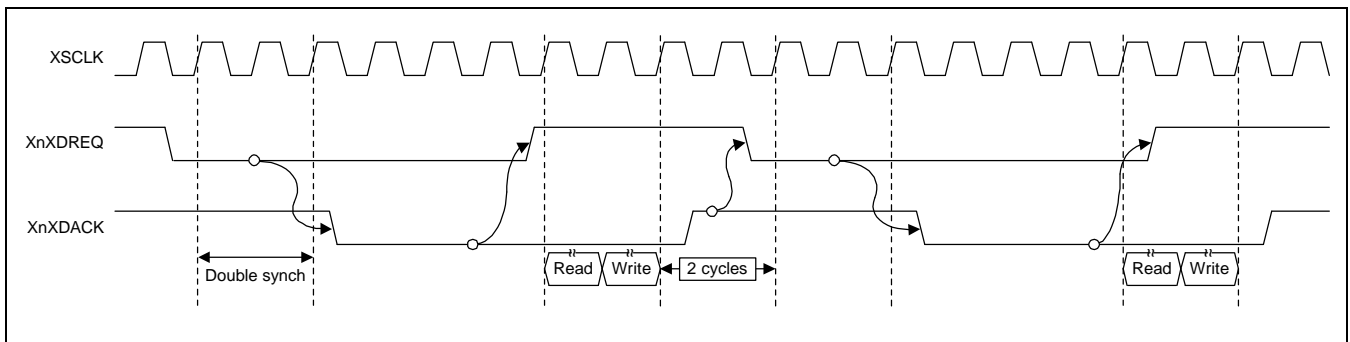 XSCLK
XnXDREQ
XnXDACK
Read Write 2 cycles Read Write
Double synch